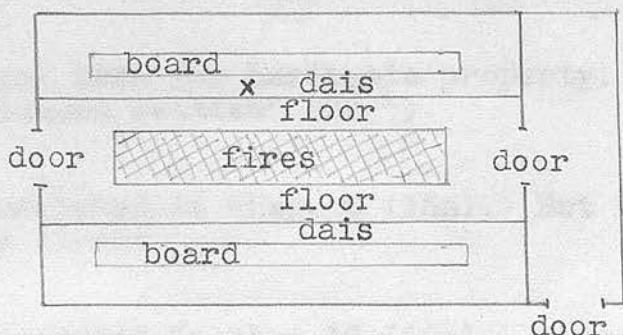 board
x dais
floor
door fires door
floor
dais
board
door